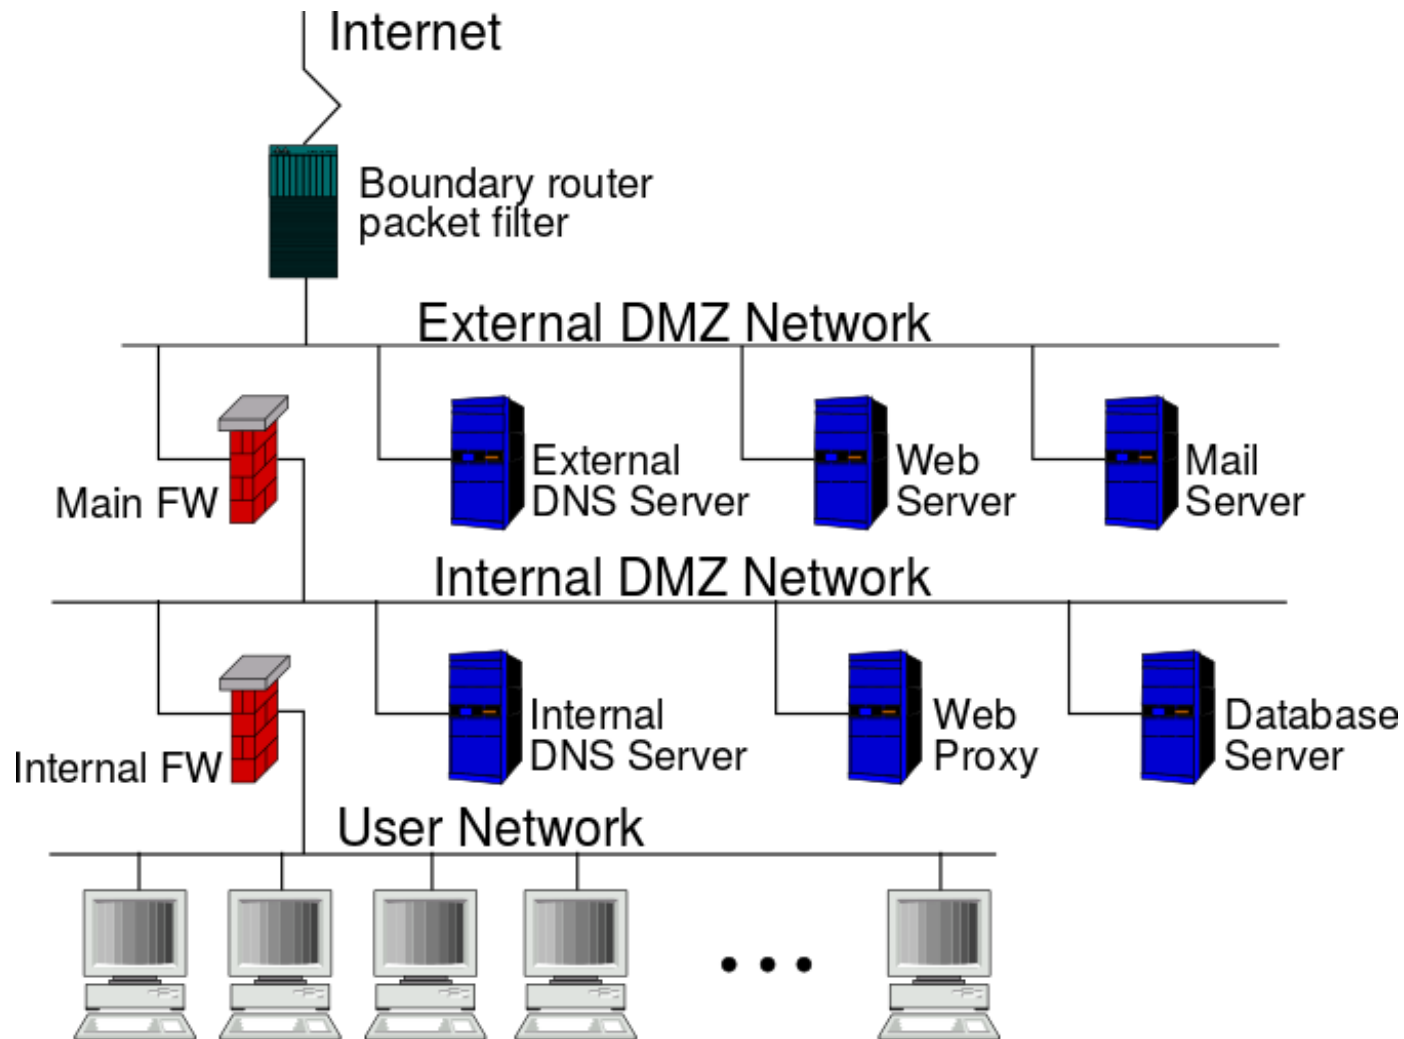 Internet
Boundary router
packet filter
External DMZ Network
Main FW
External
DNS Server
Web
Server
Mail
Server
Internal DMZ Network
Internal FW
Internal
DNS Server
Web
Proxy
Database
Server
User Network